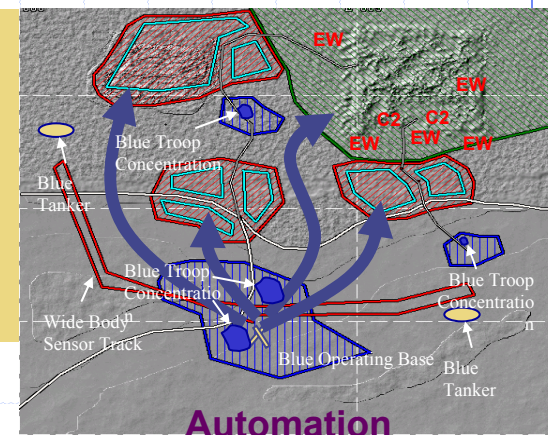 EW
EW
C2
C2
EW
EW
EW
Blue Troop
Concentration
Blue
Tanker
Blue Troop
Concentratio
n
Blue Troop
Concentratio
n
Wide Body
Sensor Track
Blue Operating Base
Blue
Tanker
Automation